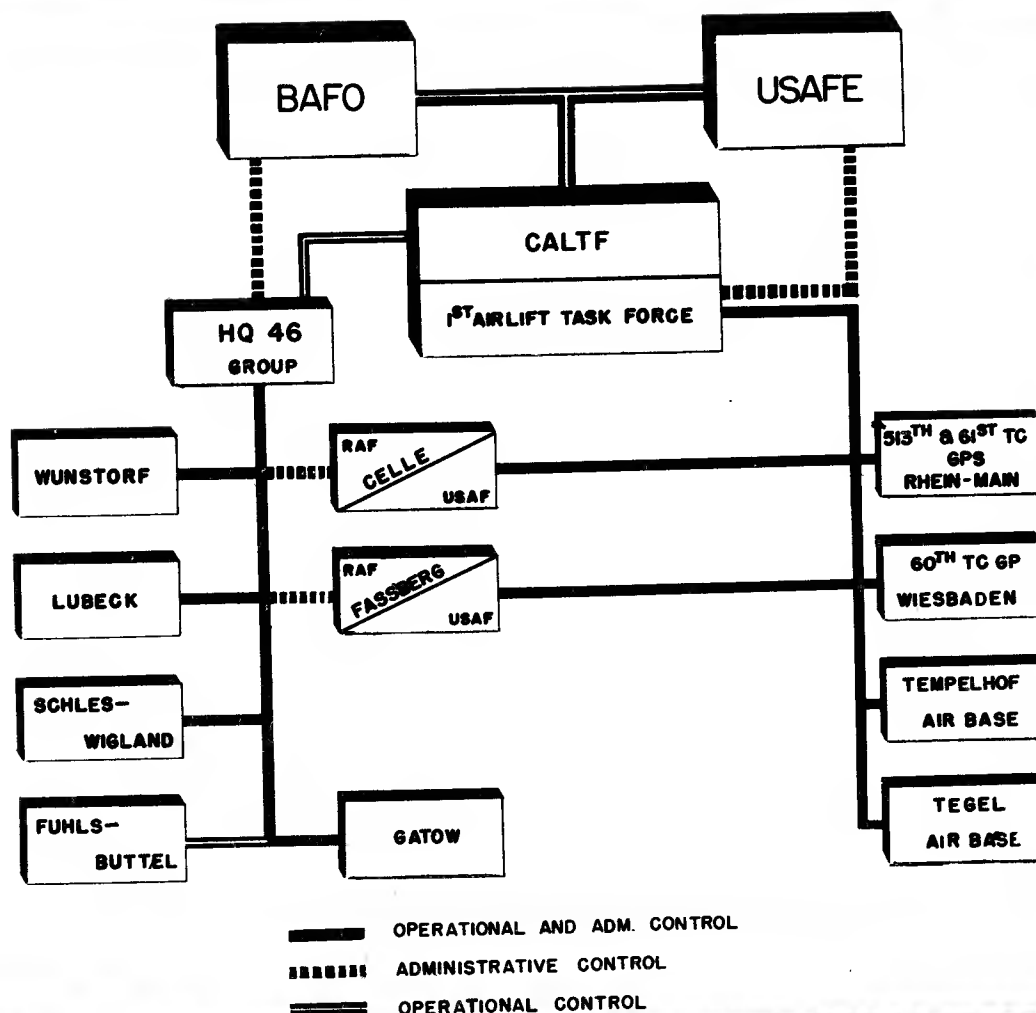 BAFO
USAFE
CALTF
1ST AIRLIFT TASK FORCE
HQ 46
GROUP
WUNSTORF
RAF
CELLE
USAF
513TH & 61ST TC
GPS
RHEIN-MAIN
LUBECK
RAF
FASSBERG
USAF
60TH TC GP
WIESBADEN
SCHLES-
WIGLAND
TEMPELHOF
AIR BASE
FUHLS-
BUTTEL
GATOW
TEGEL
AIR BASE
OPERATIONAL AND ADM. CONTROL
ADMINISTRATIVE CONTROL
OPERATIONAL CONTROL